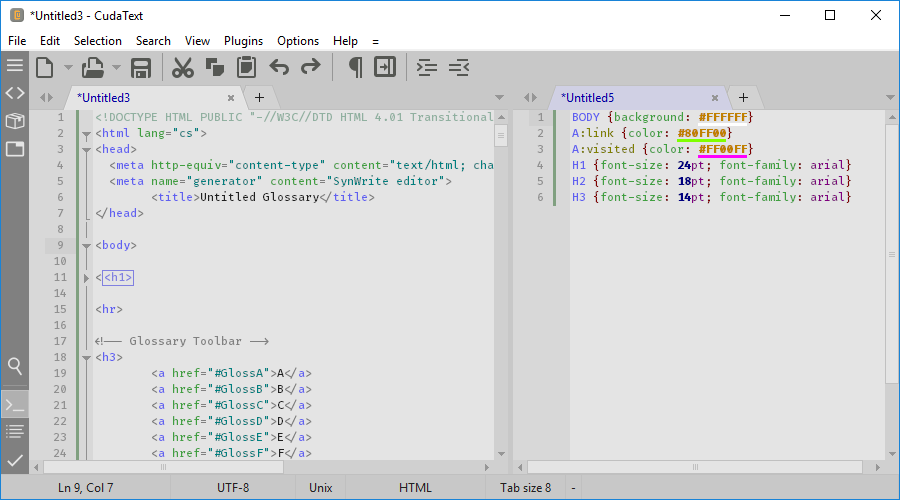 *Untitled3 - CudaText
File Edit Selection Search View Plugins Options Help =
*Untitled3
1 <!DOCTYPE HTML PUBLIC "-//W3C//DTD HTML 4.01 Transitional
2 <html lang="cs">
3 <head>
4 <meta http-equiv="content-type" content="text/html; cha
5 <meta name="generator" content="SynWrite editor">
6 <title>Untitled Glossary</title>
7 </head>
8
9 <body>
10
11 <<h1>
14
15 <hr>
16
17 <!-- Glossary Toolbar -->
18 <h3>
19 <a href="#GlossA">A</a>
20 <a href="#GlossB">B</a>
21 <a href="#GlossC">C</a>
22 <a href="#GlossD">D</a>
23 <a href="#GlossE">E</a>
24 <a href="#GlossF">F</a>
*Untitled5
1 BODY {background: #FFFFFF}
2 A:link {color: #80FF00}
3 A:visited {color: #FF00FF}
4 H1 {font-size: 24pt; font-family: arial}
5 H2 {font-size: 18pt; font-family: arial}
6 H3 {font-size: 14pt; font-family: arial}
Ln 9, Col 7 UTF-8 Unix HTML Tab size 8 -